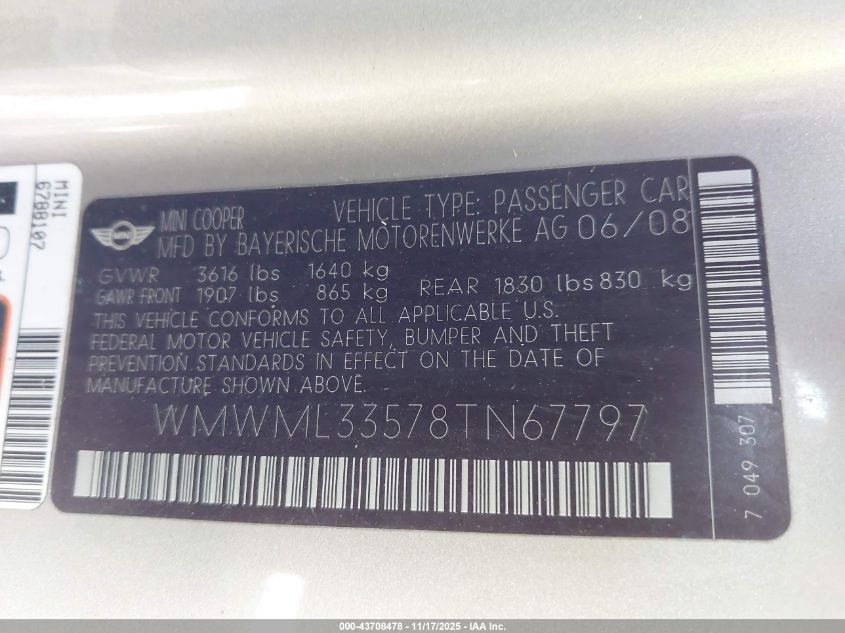 MINI COOPER VEHICLE TYPE: PASSENGER CAR
MFD BY BAYERISCHE MOTORENWERKE AG 06/08
GVWR 3616 lbs 1640 kg
GAWR FRONT 1907 lbs 865 kg REAR 1830 lbs 830 kg
THIS VEHICLE CONFORMS TO ALL APPLICABLE U.S.
FEDERAL MOTOR VEHICLE SAFETY, BUMPER AND THEFT
PREVENTION STANDARDS IN EFFECT ON THE DATE OF
MANUFACTURE SHOWN ABOVE.
WMWML33578TN67797
7 049 307
MINI
6788107
000-43708478 - 11/17/2025 - IAA Inc.